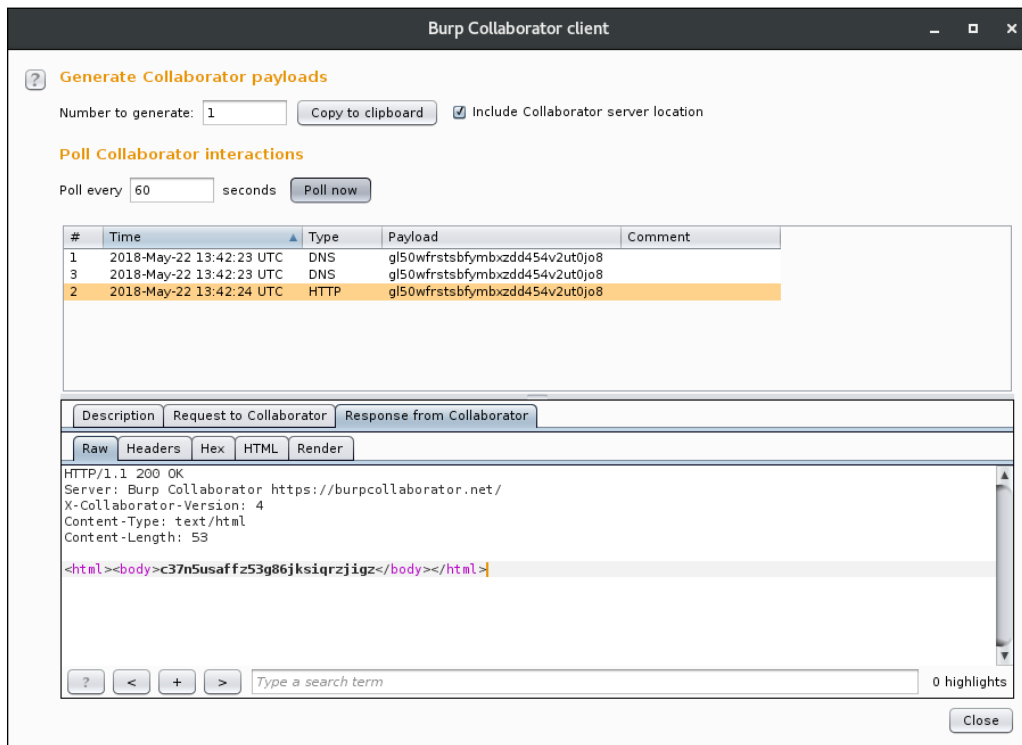 Burp Collaborator client
?
Generate Collaborator payloads
Number to generate: 1 Copy to clipboard Include Collaborator server location
Poll Collaborator interactions
Poll every 60 seconds Poll now
# Time Type Payload Comment
1 2018-May-22 13:42:23 UTC DNS gl50wfrstsbfymbxzdd454v2ut0jo8
3 2018-May-22 13:42:23 UTC DNS gl50wfrstsbfymbxzdd454v2ut0jo8
2 2018-May-22 13:42:24 UTC HTTP gl50wfrstsbfymbxzdd454v2ut0jo8
Description Request to Collaborator Response from Collaborator
Raw Headers Hex HTML Render
HTTP/1.1 200 OK
Server: Burp Collaborator https://burpcollaborator.net/
X-Collaborator-Version: 4
Content-Type: text/html
Content-Length: 53
<html><body>c37n5usaffz53g86jksiqrzjigz</body></html>
? < + > Type a search term 0 highlights
Close